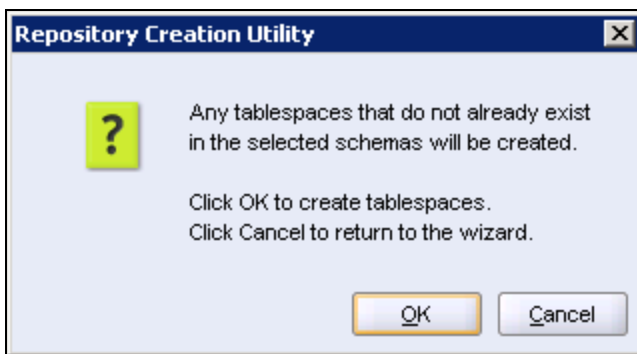 Repository Creation Utility
?
Any tablespaces that do not already exist
in the selected schemas will be created.
Click OK to create tablespaces.
Click Cancel to return to the wizard.
OK
Cancel